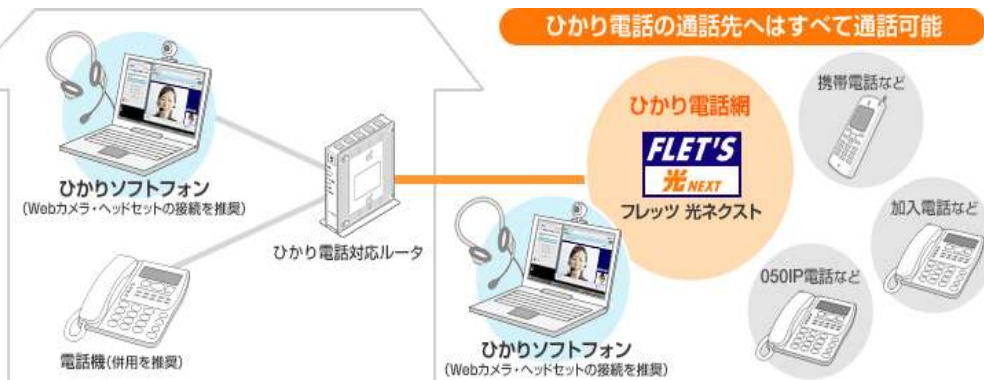 ひかり電話の通話先へはすべて通話可能
ひかりソフトフォン
(Webカメラ・ヘッドセットの接続を推奨)
ひかり電話対応ルータ
電話機(併用を推奨)
ひかり電話網
FLET'S
光 NEXT
フレッツ 光ネクスト
携帯電話など
加入電話など
050IP電話など
ひかりソフトフォン
(Webカメラ・ヘッドセットの接続を推奨)